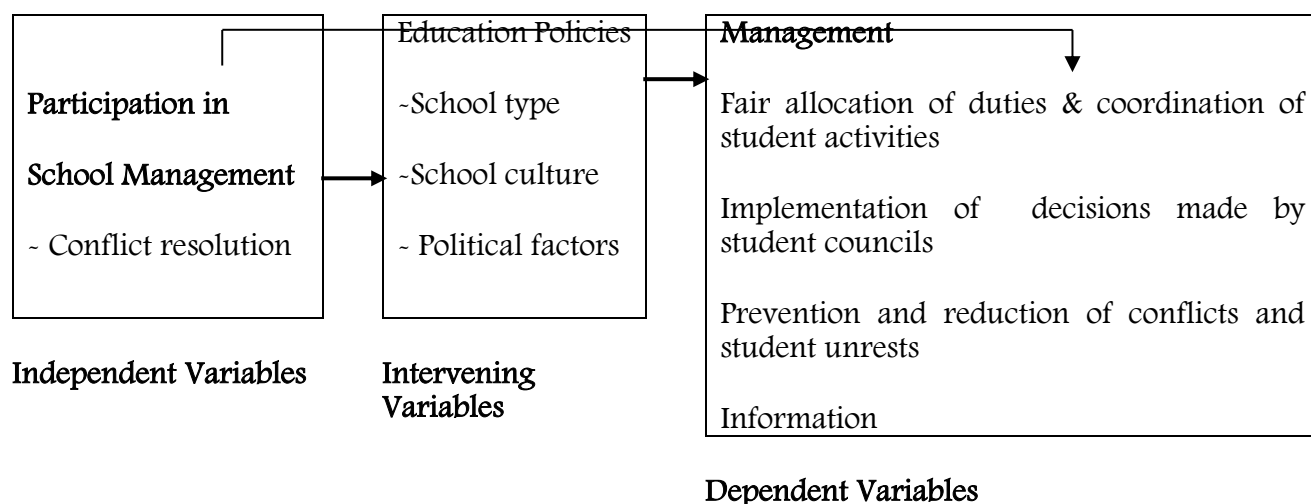 Participation in
School Management
- Conflict resolution
Independent Variables
Education Policies
-School type
-School culture
- Political factors
Intervening
Variables
Management
Fair allocation of duties & coordination of
student activities
Implementation of decisions made by
student councils
Prevention and reduction of conflicts and
student unrests
Information
Dependent Variables